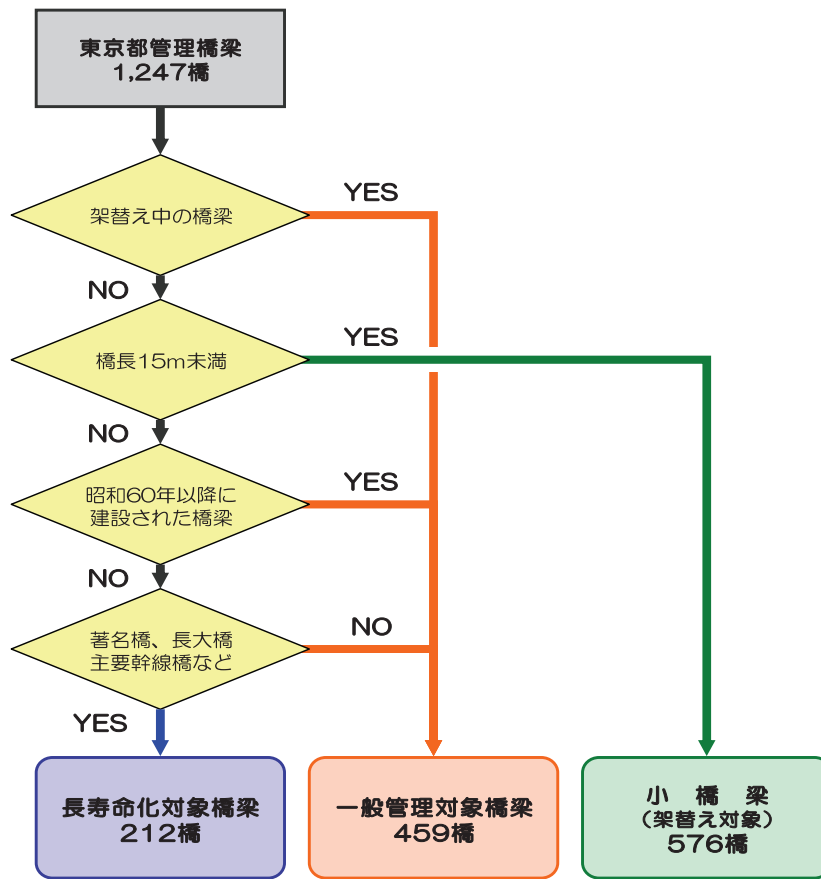 東京都管理橋梁
1,247橋
YES
架替え中の橋梁
NO
YES
橋長15m未満
NO
YES
昭和60年以降に
建設された橋梁
NO
NO
著名橋、長大橋
主要幹線橋など
YES
長寿命化対象橋梁
212橋
一般管理対象橋梁
459橋
小 橋 梁
（架替え対象）
576橋